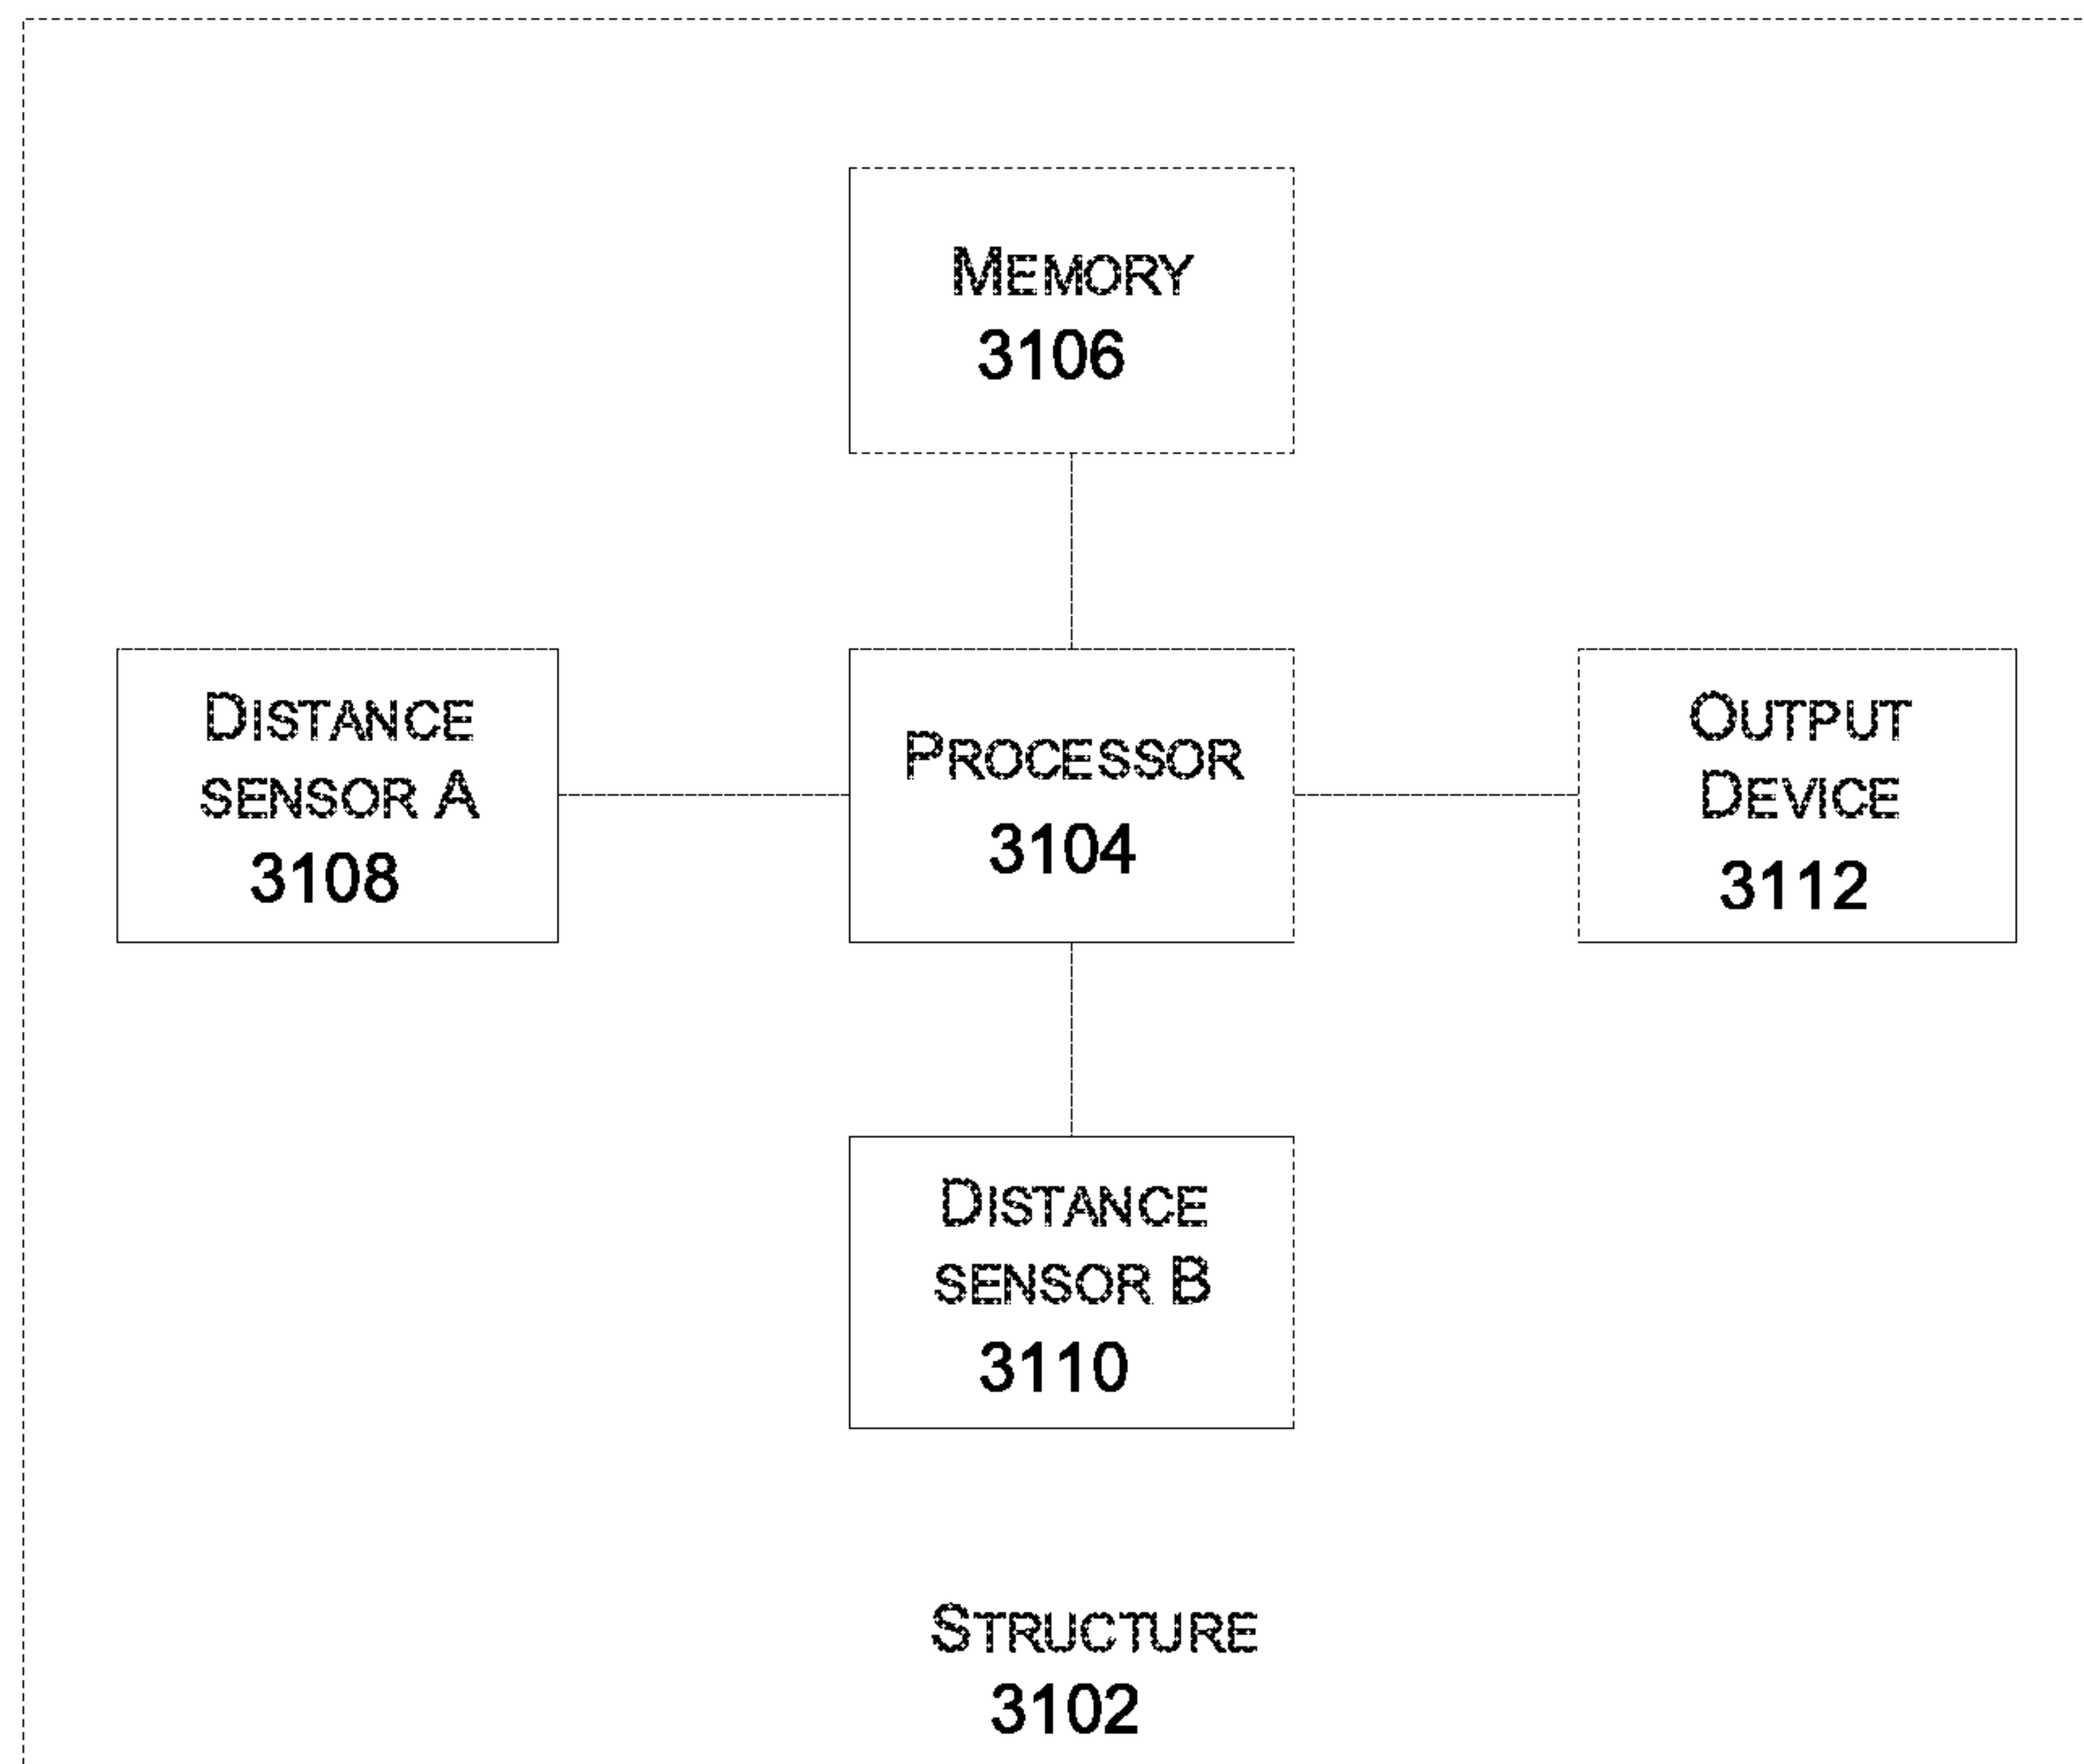 MEMORY
3106
DISTANCE
SENSOR A
3108
PROCESSOR
3104
OUTPUT
DEVICE
3112
DISTANCE
SENSOR B
3110
STRUCTURE
3102